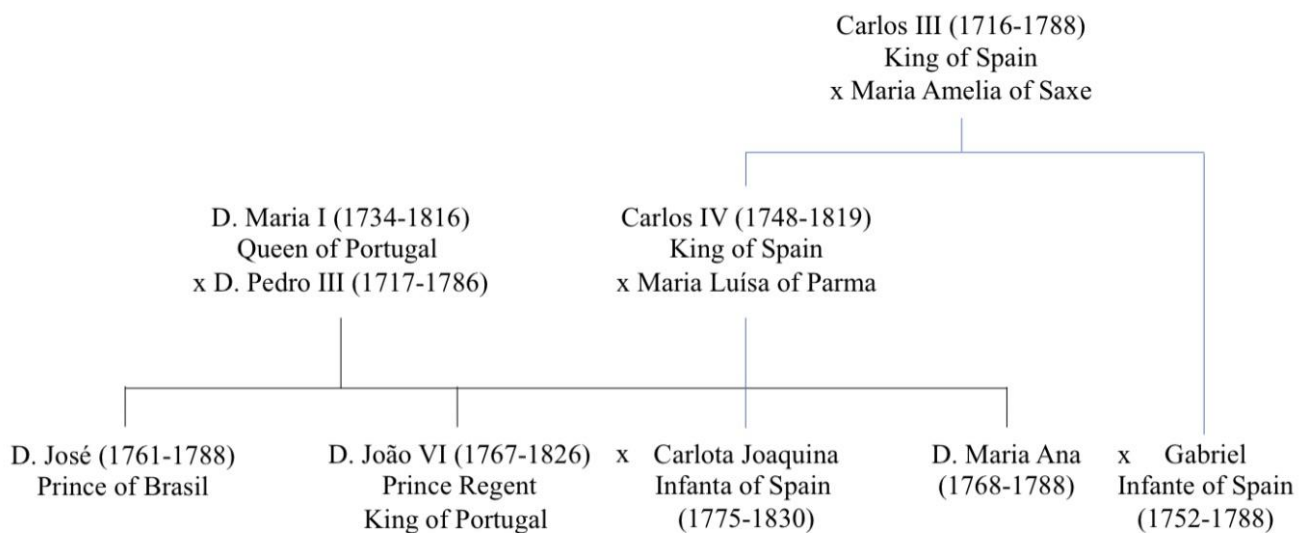 Carlos III (1716-1788)
King of Spain
x Maria Amelia of Saxe
D. Maria I (1734-1816)
Queen of Portugal
x D. Pedro III (1717-1786)
Carlos IV (1748-1819)
King of Spain
x Maria Luísa of Parma
D. José (1761-1788)
Prince of Brasil
D. João VI (1767-1826)
Prince Regent
King of Portugal
x
Carlota Joaquina
Infanta of Spain
(1775-1830)
D. Maria Ana
(1768-1788)
x
Gabriel
Infante of Spain
(1752-1788)